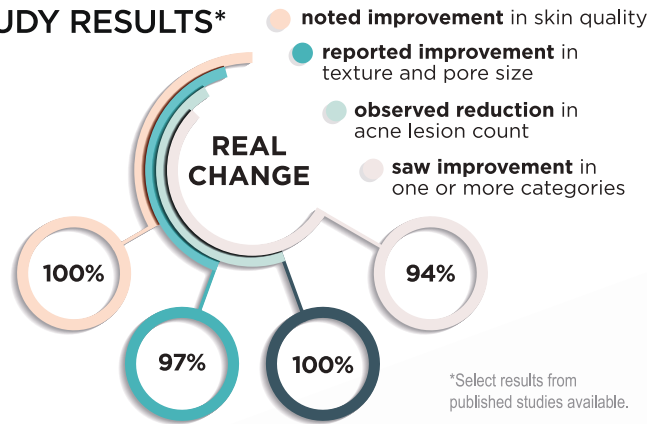 UDY RESULTS*
noted improvement in skin quality
reported improvement in
texture and pore size
observed reduction in
acne lesion count
saw improvement in
one or more categories
REAL
CHANGE
100%
97%
100%
94%
*Select results from
published studies available.